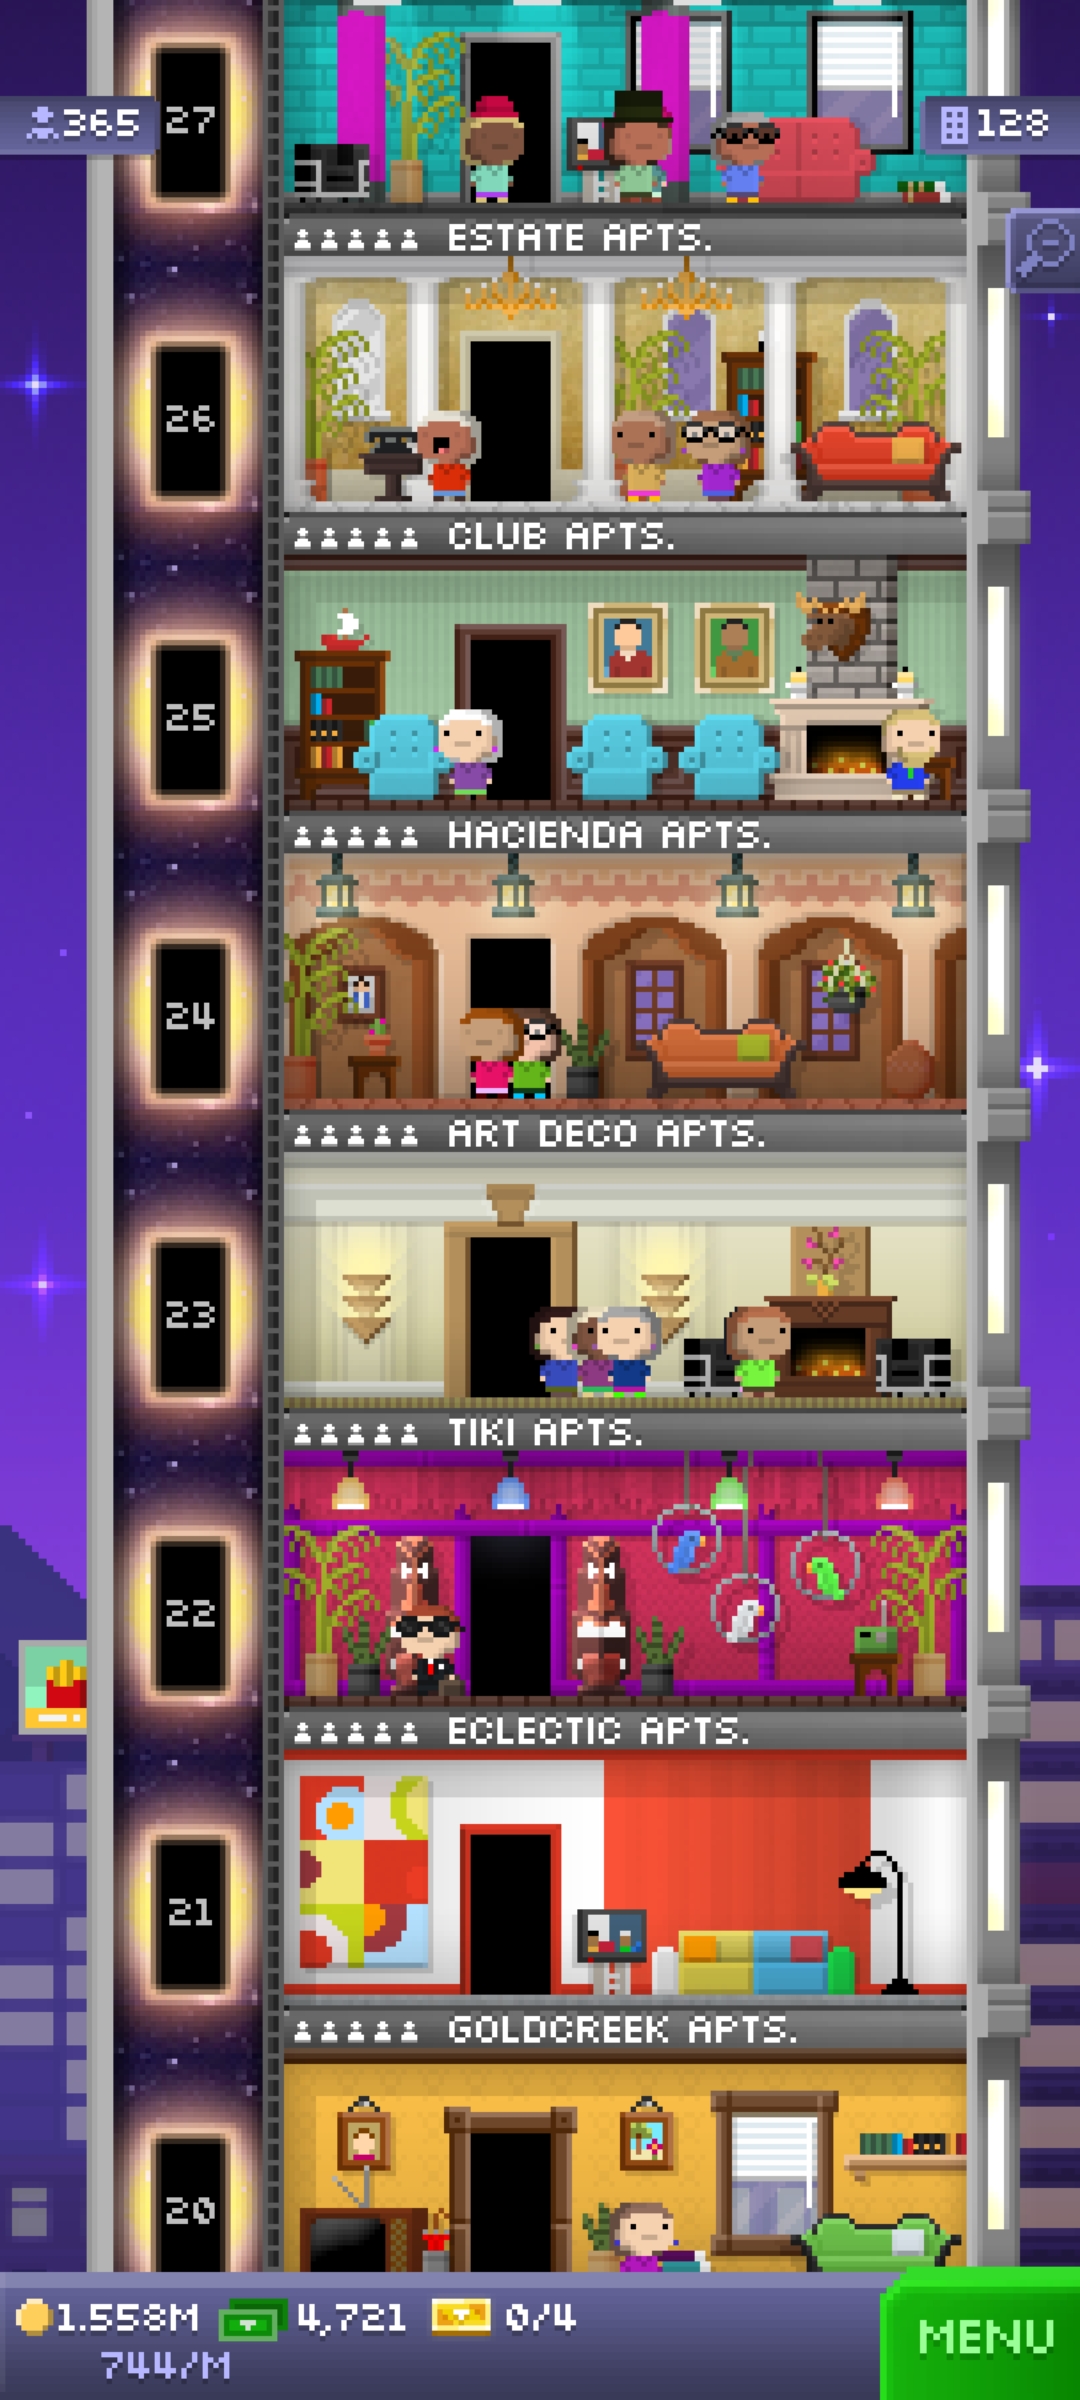 27
365
128
ESTATE APTS.
26
CLUB APTS.
25
HACIENDA APTS.
24
ART DECO APTS.
23
TIKI APTS.
22
ECLECTIC APTS.
21
GOLDCREEK APTS.
20
1.558M 4,721 0/4
744/M
MENU